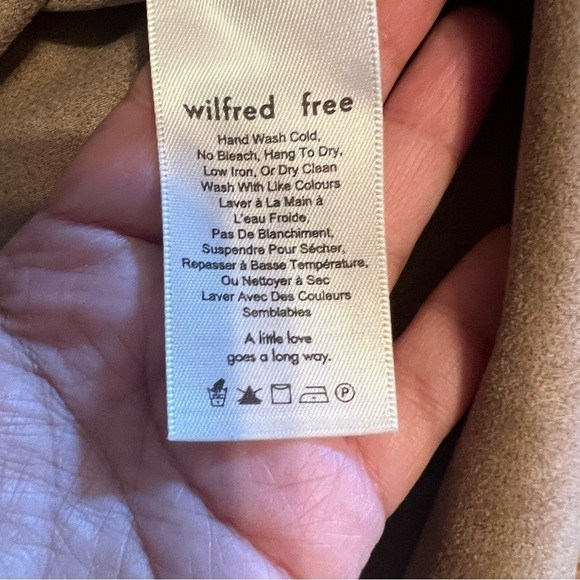 wilfred free
Hand Wash Cold,
No Bleach, Hang To Dry,
Low Iron, Or Dry Clean
Wash With Like Colours
Laver à La Main à
L'eau Froide,
Pas De Blanchiment,
Suspendre Pour Sécher,
Repasser à Basse Température,
Ou Nettoyer à Sec
Laver Avec Des Couleurs
Semblables
A little love
goes a long way.
P